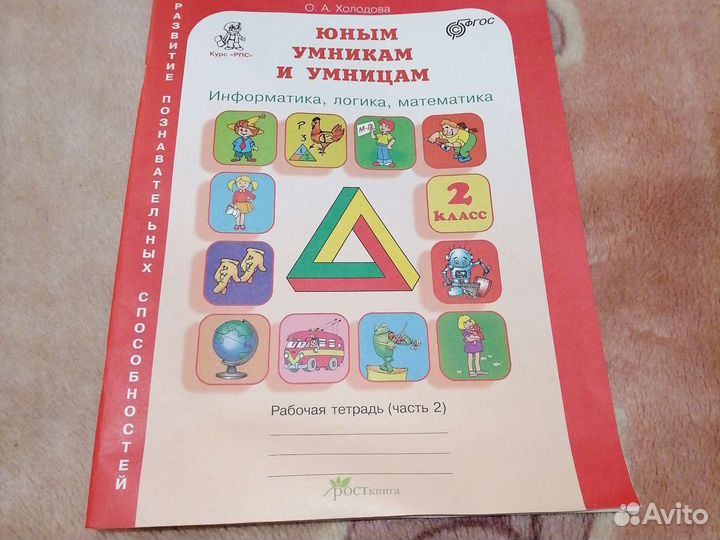 О. А. Холодова
Курс «РПС»
ФГОС
ЮНЫМ
УМНИКАМ
И УМНИЦАМ
Информатика, логика, математика
РАЗВИТИЕ ПОЗНАВАТЕЛЬНЫХ СПОСОБНОСТЕЙ
2
КЛАСС
Рабочая тетрадь (часть 2)
РОСТкнига
Avito